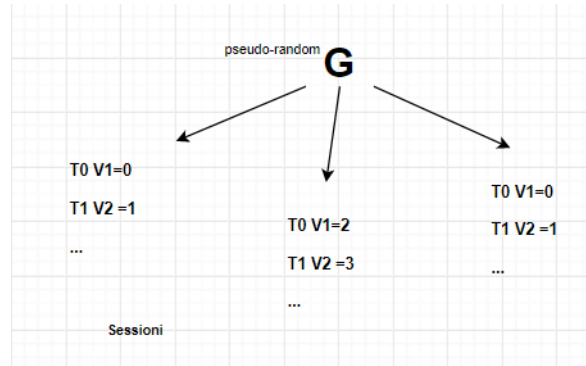 pseudo-random G
T0 V1=0
T1 V2 =1
...
T0 V1=2
T1 V2 =3
...
T0 V1=0
T1 V2 =1
...
Sessioni